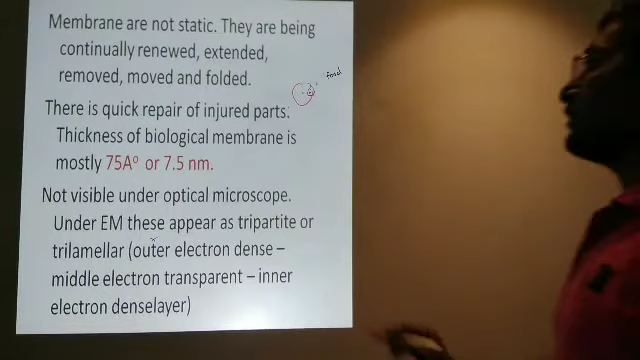 Membrane are not static. They are being
continually renewed, extended,
removed, moved and folded.
food
There is quick repair of injured parts.
Thickness of biological membrane is
mostly 75Aº or 7.5 nm.
Not visible under optical microscope.
Under EM these appear as tripartite or
trilamellar (outer electron dense –
middle electron transparent – inner
electron denselayer)